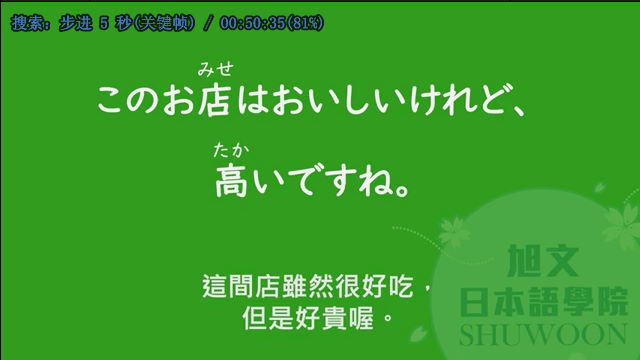 搜索: 步进 5 秒(关键帧) / 00:50:35(81%)
みせ
このお店はおいしいけれど、
たか
高いですね。
這間店雖然很好吃，
但是好貴喔。
旭文
日本語學院
SHUWOON